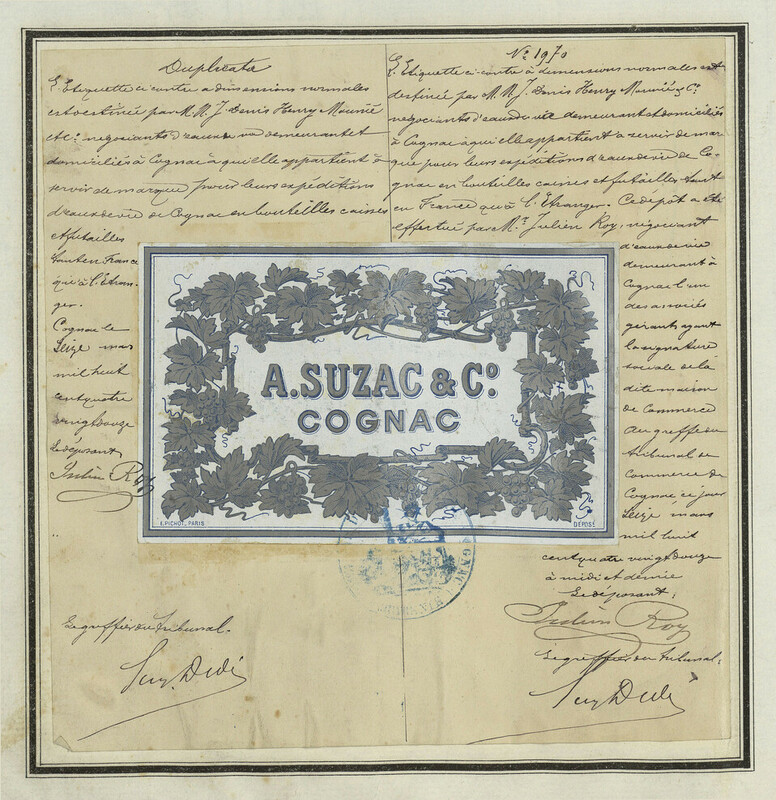 Duplicata
L'Etiquette ci contre à dimensions normales
est destinée par M.M. J. Denis Henry Mounié
et Co. négociants d'eaux de vie demeurant et
domiciliés à Cognac à qui elle appartient à
servir de marque pour leurs expéditions
d'eaux de vie de Cognac en bouteilles caisses
et futailles
tant en France
qu'à l'Etran-
ger.
Cognac le
Seize mars
mil huit
cent quatre
vingt douze
Le déposant
Julien Roy
Le greffier du tribunal.
No 1970
L'Etiquette ci contre à dimensions normales est
destinée par M.M. J. Denis Henry Mounié & Co.
négociants d'eaux de vie demeurant et domiciliés
à Cognac à qui elle appartient à servir de mar-
que pour leurs expéditions d'eaux de vie de Co-
gnac en bouteilles caisses et futailles tant
en France qu'à l'Etranger. Ce dépôt a été
effectué par Mr. Julien Roy, négociant
d'eaux de vie
demeurant à
Cognac l'un
des associés
gérants ayant
la signature
sociale de la
dite maison
de Commerce
Au greffe du
tribunal de
Commerce de
Cognac ce jour
Seize mars
mil huit
cent quatre vingt douze
à midi et demie
Le déposant,
Julien Roy
Le greffier du tribunal,
A. SUZAC & Co.
COGNAC
F. PICHOT, PARIS
DÉPOSÉ